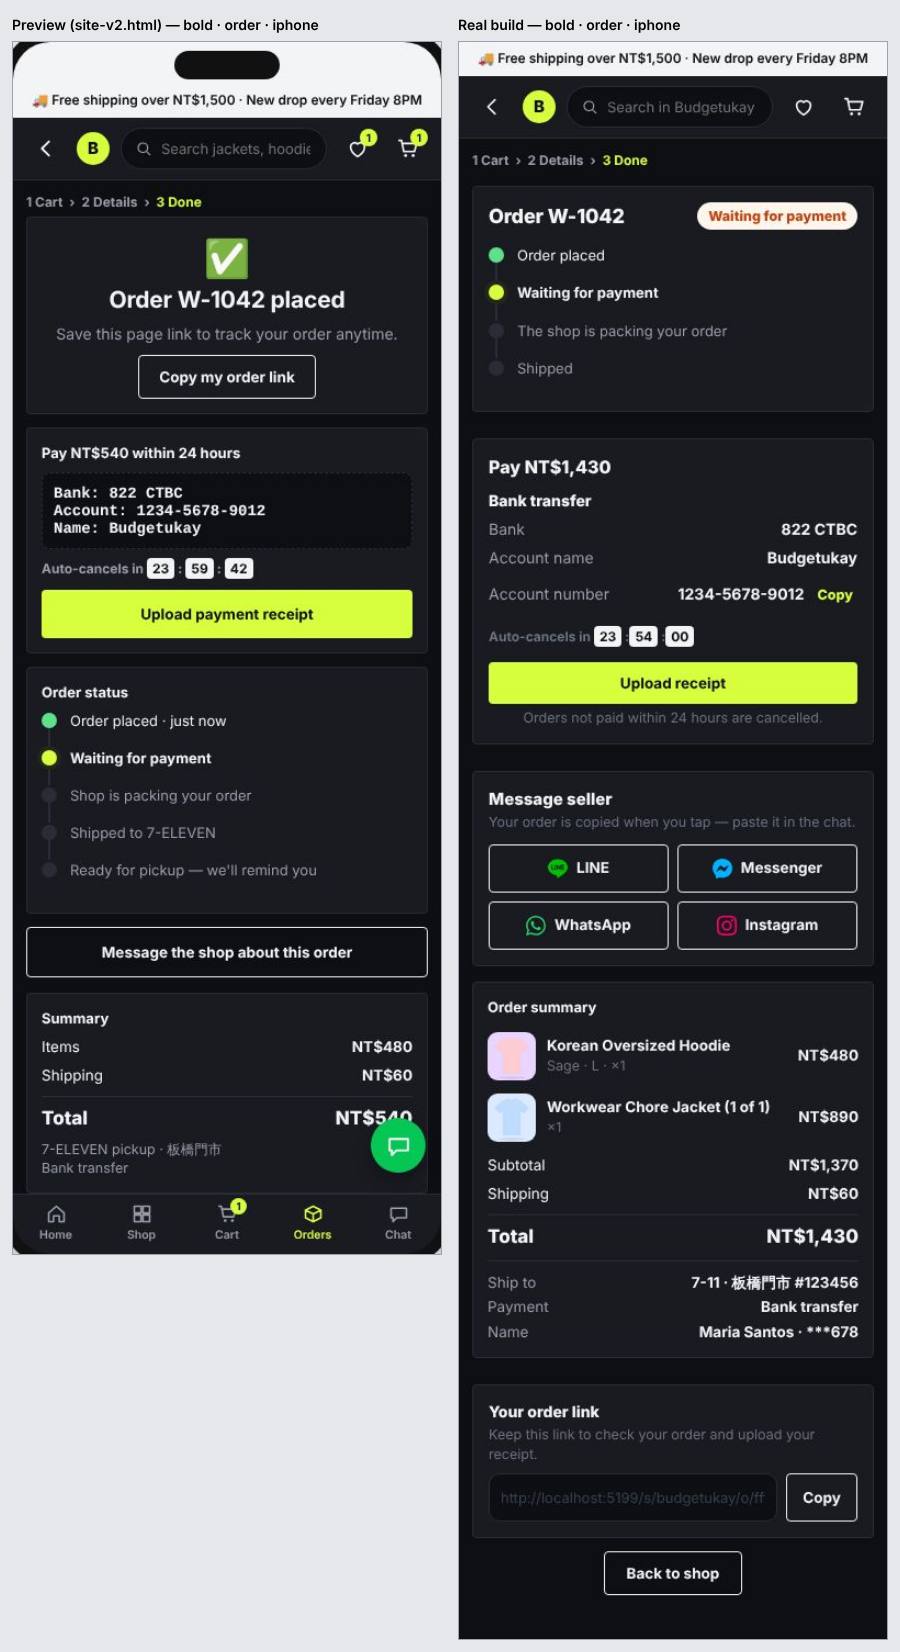 Preview (site-v2.html) — bold · order · iphone
🚚 Free shipping over NT$1,500 · New drop every Friday 8PM
B
Search jackets, hoodie
1
1
1 Cart › 2 Details › 3 Done
Order W-1042 placed
Save this page link to track your order anytime.
Copy my order link
Pay NT$540 within 24 hours
Bank: 822 CTBC
Account: 1234-5678-9012
Name: Budgetukay
Auto-cancels in 23 : 59 : 42
Upload payment receipt
Order status
Order placed · just now
Waiting for payment
Shop is packing your order
Shipped to 7-ELEVEN
Ready for pickup — we'll remind you
Message the shop about this order
Summary
Items NT$480
Shipping NT$60
Total NT$540
7-ELEVEN pickup · 板橋門市
Bank transfer
1
Home Shop Cart Orders Chat
Real build — bold · order · iphone
🚚 Free shipping over NT$1,500 · New drop every Friday 8PM
B
Search in Budgetukay
1 Cart › 2 Details › 3 Done
Order W-1042 Waiting for payment
Order placed
Waiting for payment
The shop is packing your order
Shipped
Pay NT$1,430
Bank transfer
Bank 822 CTBC
Account name Budgetukay
Account number 1234-5678-9012 Copy
Auto-cancels in 23 : 54 : 00
Upload receipt
Orders not paid within 24 hours are cancelled.
Message seller
Your order is copied when you tap — paste it in the chat.
LINE Messenger
WhatsApp Instagram
Order summary
Korean Oversized Hoodie NT$480
Sage · L · ×1
Workwear Chore Jacket (1 of 1) NT$890
×1
Subtotal NT$1,370
Shipping NT$60
Total NT$1,430
Ship to 7-11 · 板橋門市 #123456
Payment Bank transfer
Name Maria Santos · ***678
Your order link
Keep this link to check your order and upload your
receipt.
http://localhost:5199/s/budgetukay/o/ff Copy
Back to shop